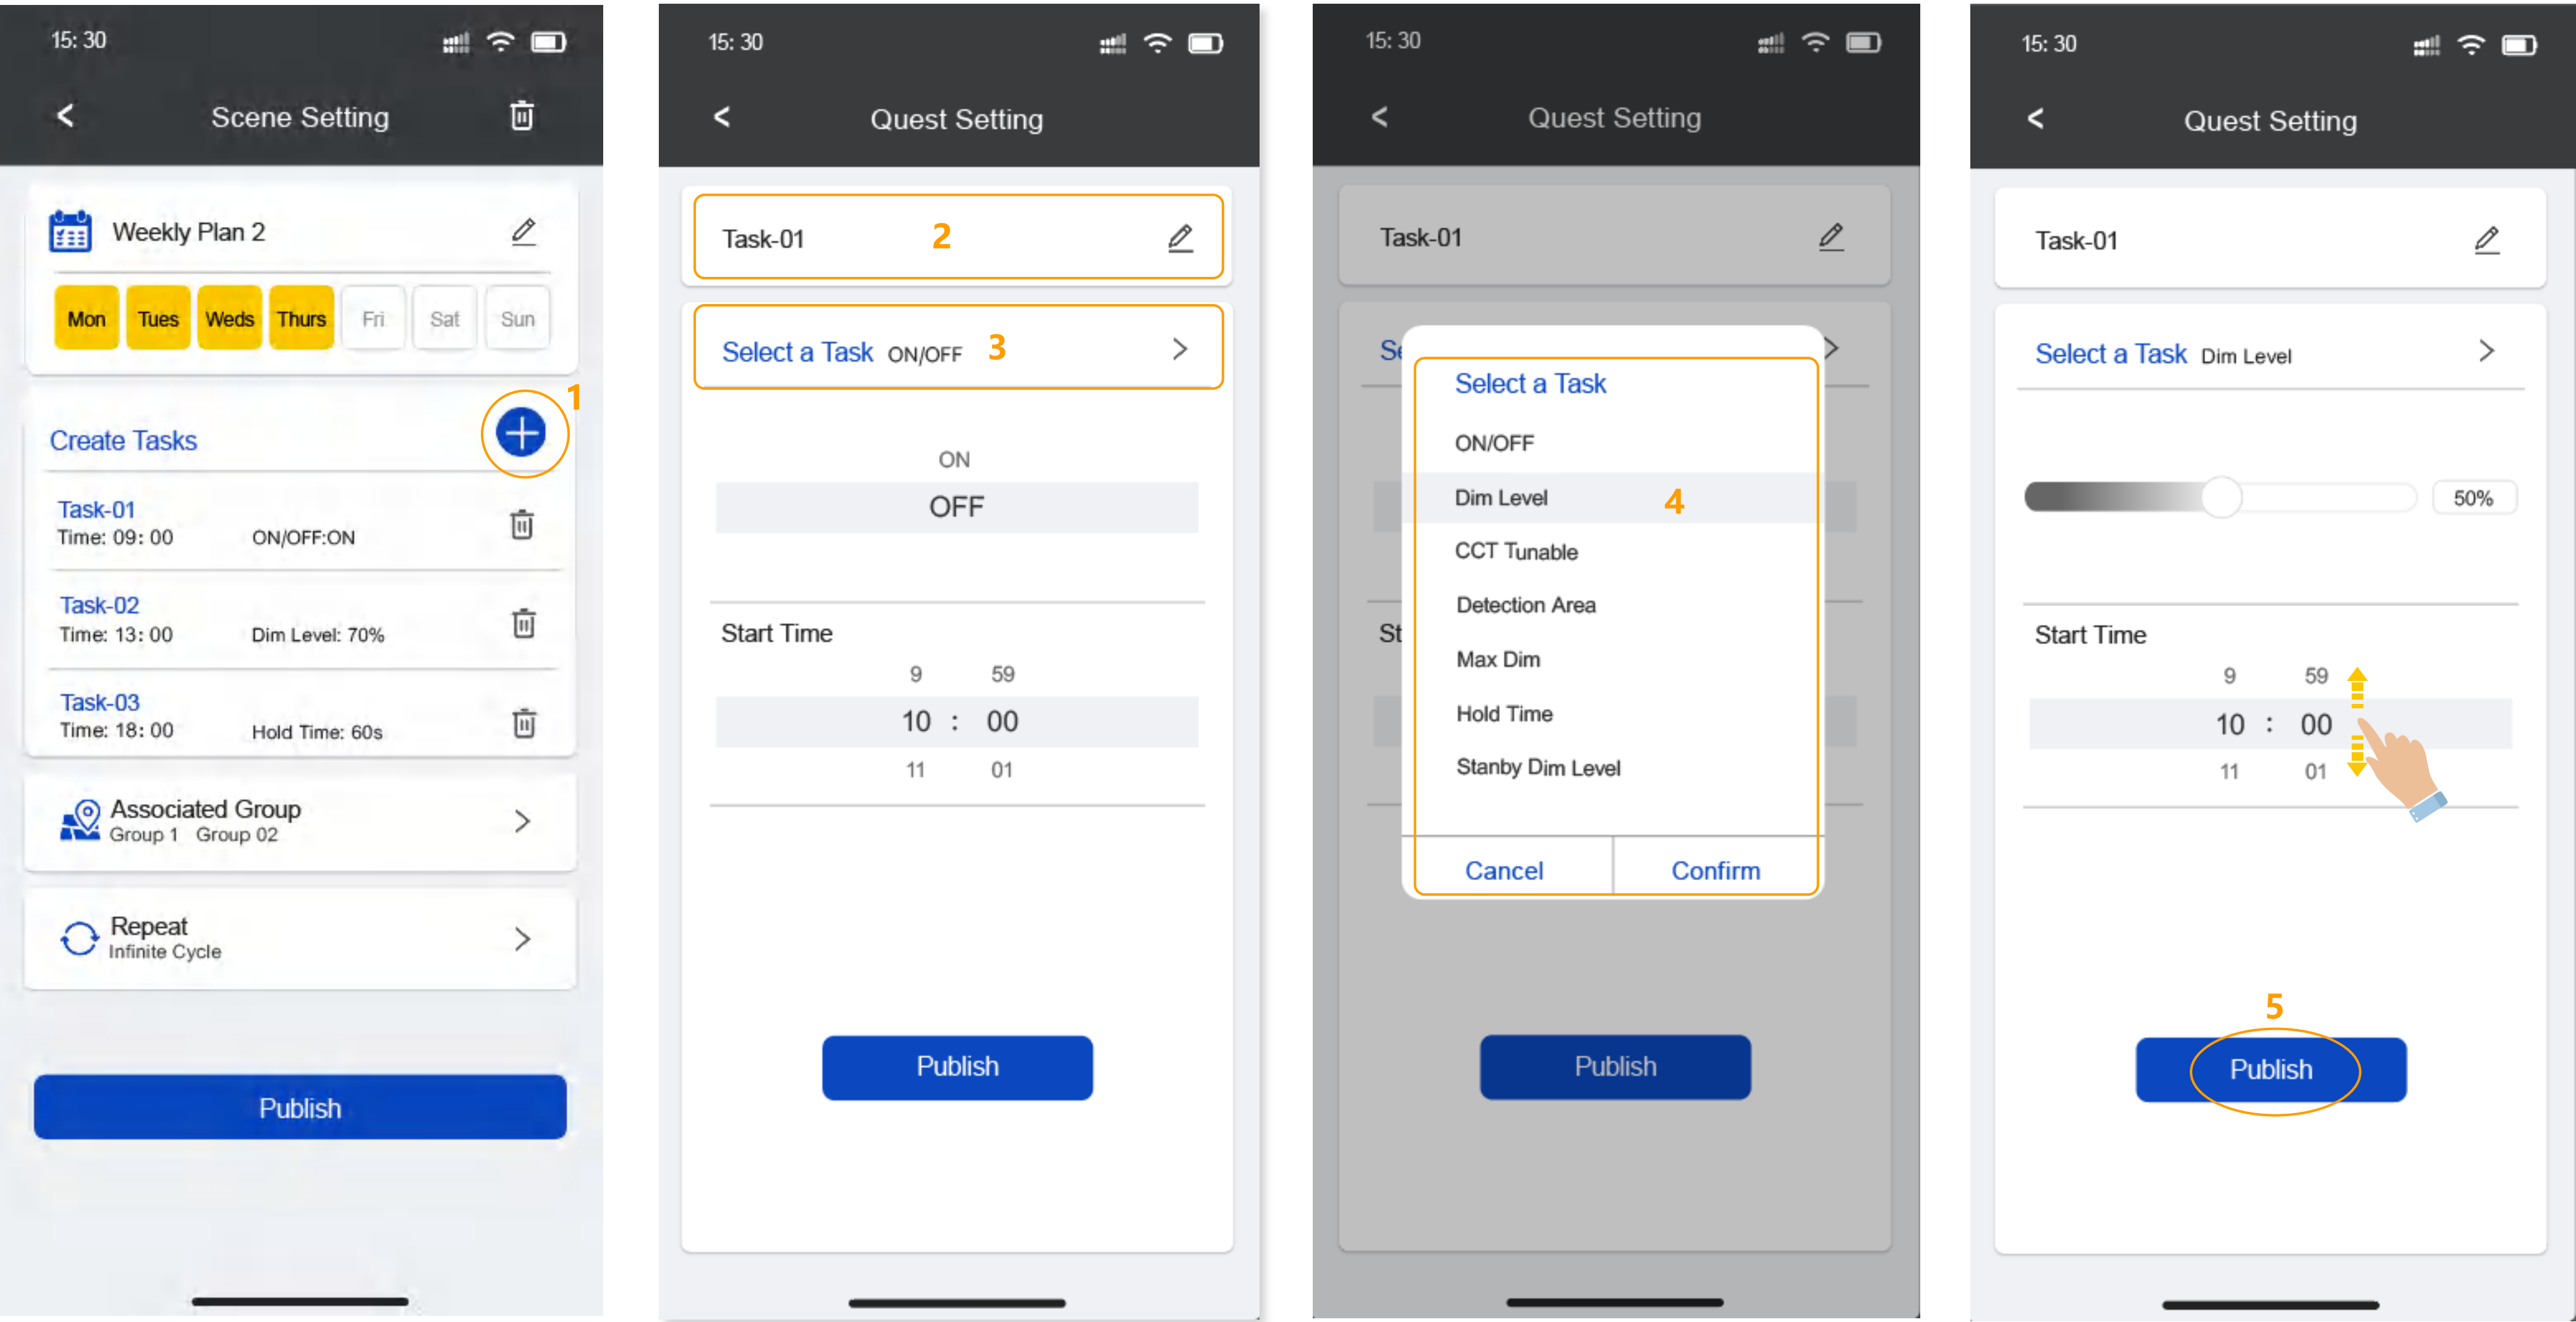 15: 30
Scene Setting
Weekly Plan 2
Mon Tues Weds Thurs Fri Sat Sun
1
Create Tasks
Task-01
Time: 09: 00 ON/OFF:ON
Task-02
Time: 13: 00 Dim Level: 70%
Task-03
Time: 18: 00 Hold Time: 60s
Associated Group
Group 1 Group 02
Repeat
Infinite Cycle
Publish
15: 30
Quest Setting
Task-01 2
Select a Task ON/OFF 3
ON
OFF
Start Time
9 59
10 : 00
11 01
Publish
15: 30
Quest Setting
Task-01
Se
Select a Task
ON/OFF
Dim Level 4
CCT Tunable
Detection Area
St
Max Dim
Hold Time
Stanby Dim Level
Cancel Confirm
Publish
15: 30
Quest Setting
Task-01
Select a Task Dim Level
50%
Start Time
9 59
10 : 00
11 01
5
Publish